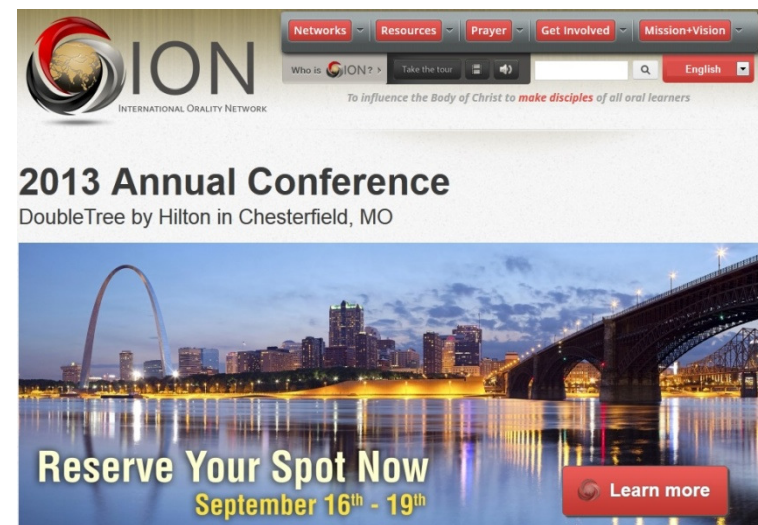 Networks Resources Prayer Get Involved Mission+Vision
ION
INTERNATIONAL ORALITY NETWORK
Who is ION? > Take the tour English
To influence the Body of Christ to make disciples of all oral learners
2013 Annual Conference
DoubleTree by Hilton in Chesterfield, MO
Reserve Your Spot Now
September 16th - 19th
Learn more